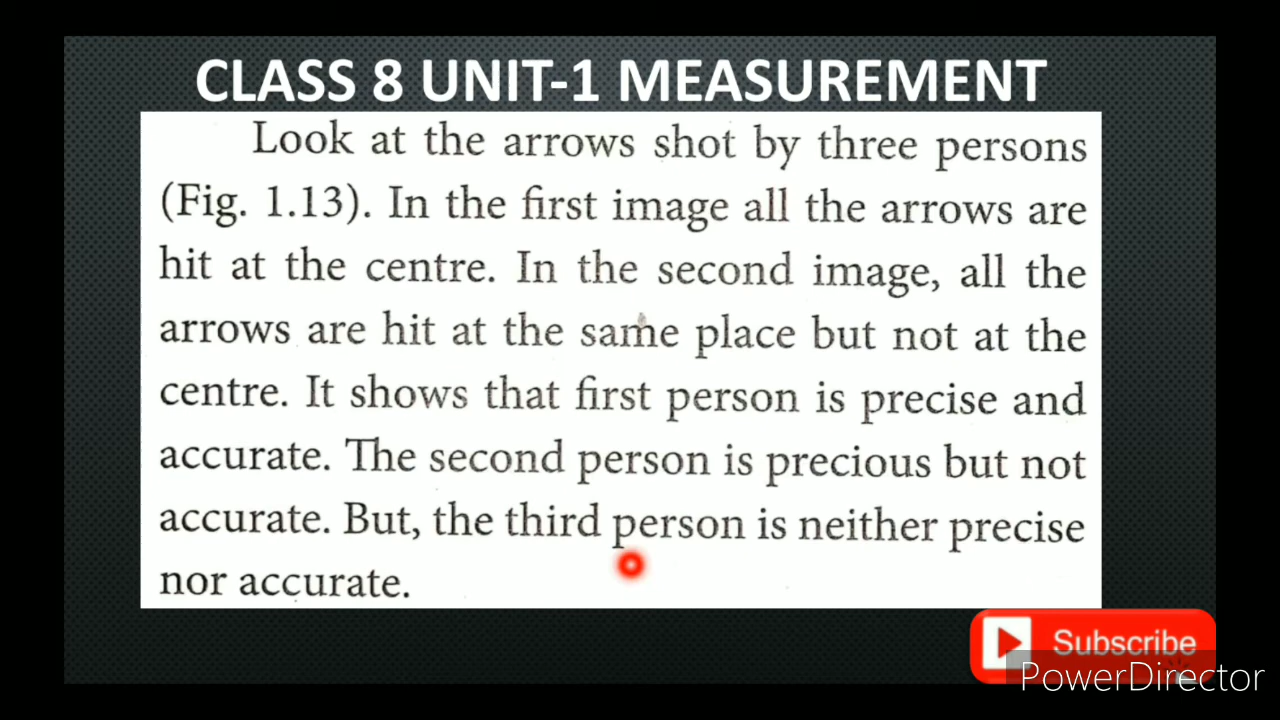 CLASS 8 UNIT-1 MEASUREMENT
Look at the arrows shot by three persons
(Fig. 1.13). In the first image all the arrows are
hit at the centre. In the second image, all the
arrows are hit at the same place but not at the
centre. It shows that first person is precise and
accurate. The second person is precious but not
accurate. But, the third person is neither precise
nor accurate.
Subscribe
PowerDirector